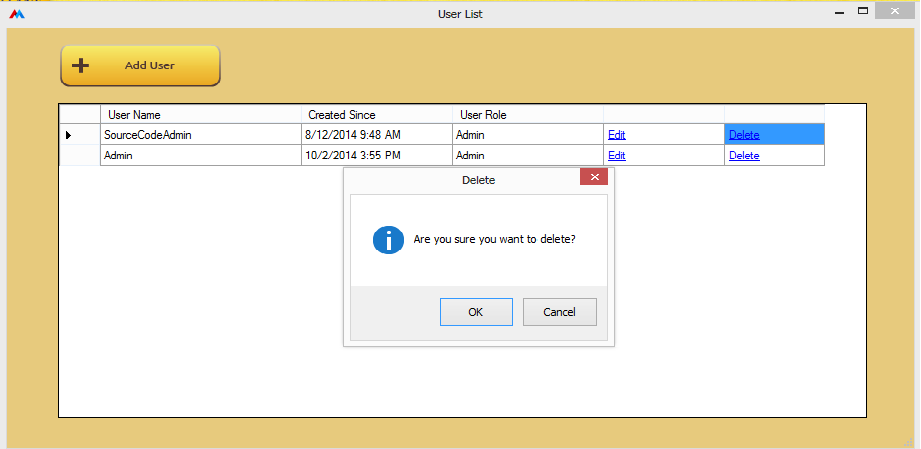 User List
Add User
User Name Created Since User Role
SourceCodeAdmin 8/12/2014 9:48 AM Admin Edit Delete
Admin 10/2/2014 3:55 PM Admin Edit Delete
Delete
Are you sure you want to delete?
OK Cancel